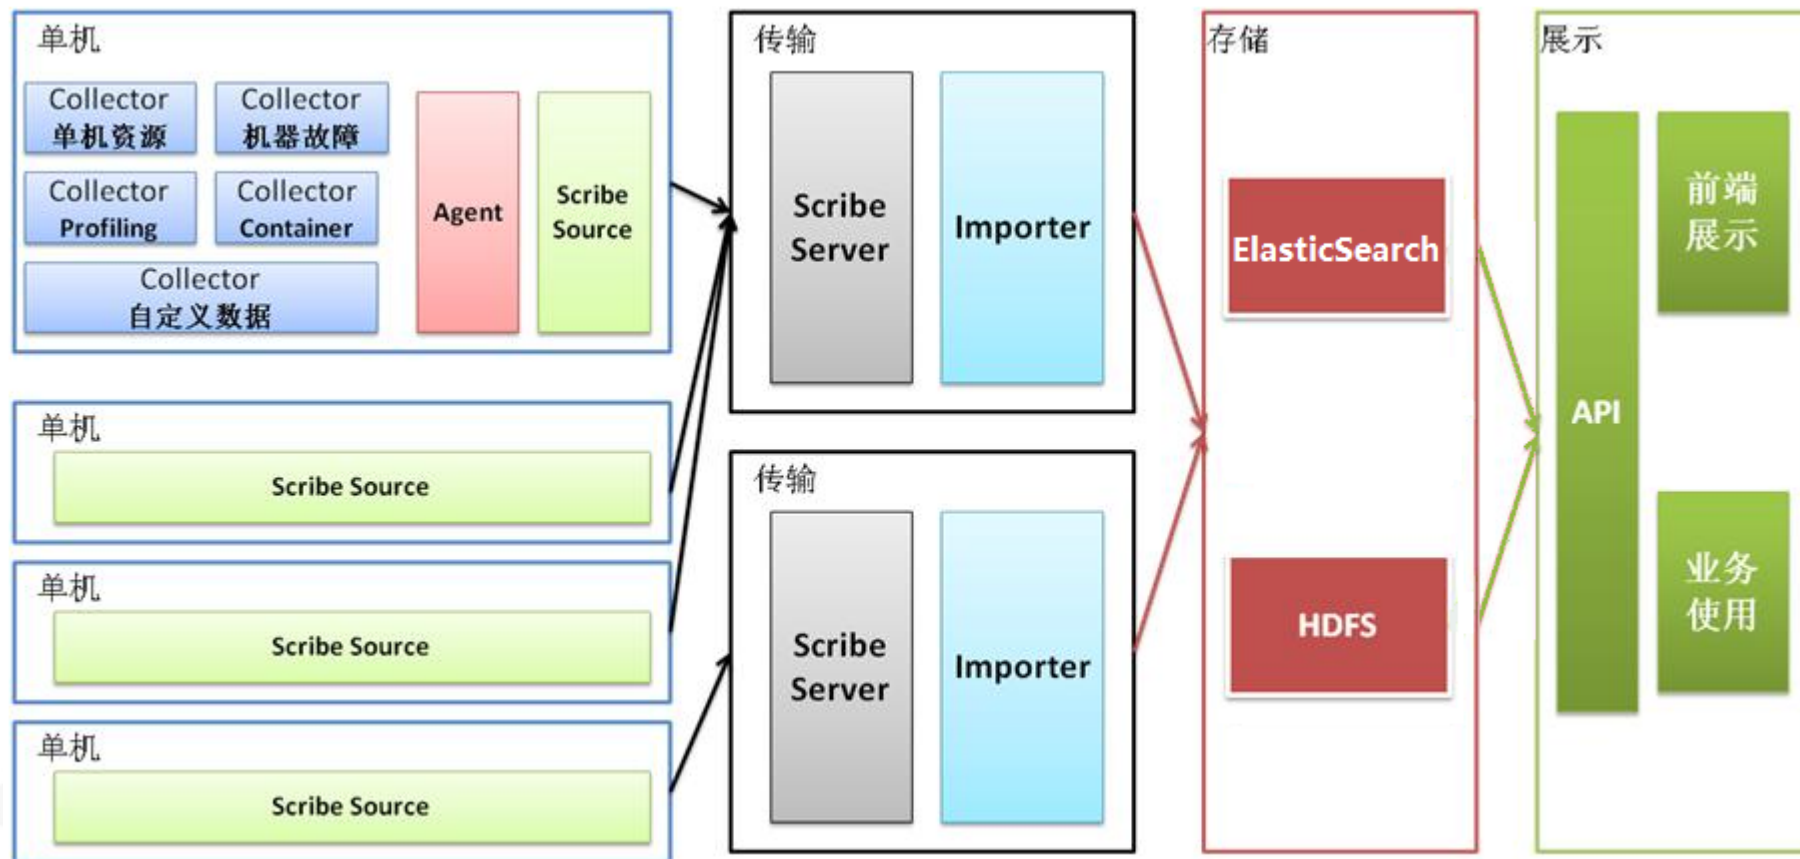 单机
Collector
单机资源
Collector
机器故障
Collector
Profiling
Collector
Container
Collector
自定义数据
Agent
Scribe
Source
单机
Scribe Source
单机
Scribe Source
单机
Scribe Source
传输
Scribe
Server
Importer
传输
Scribe
Server
Importer
存储
ElasticSearch
HDFS
展示
API
前端
展示
业务
使用